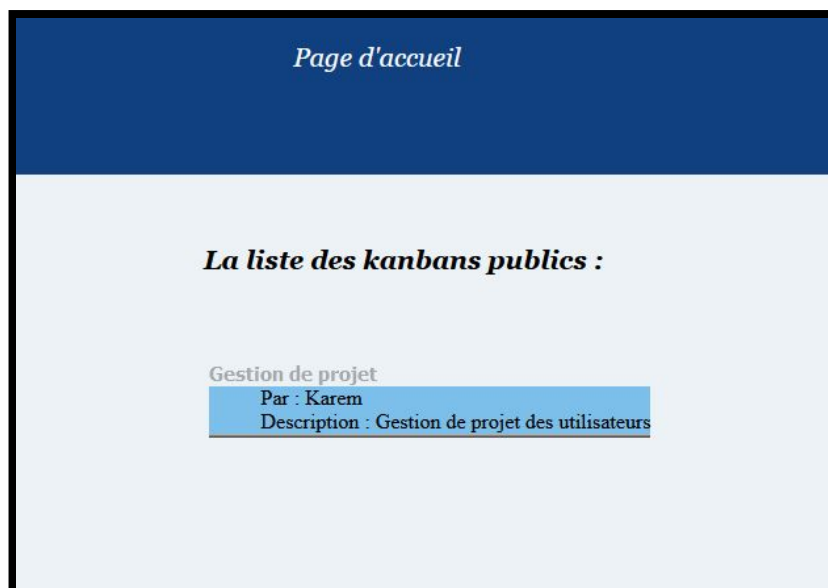 Page d'accueil
La liste des kanbans publics :
Gestion de projet
Par : Karem
Description : Gestion de projet des utilisateurs